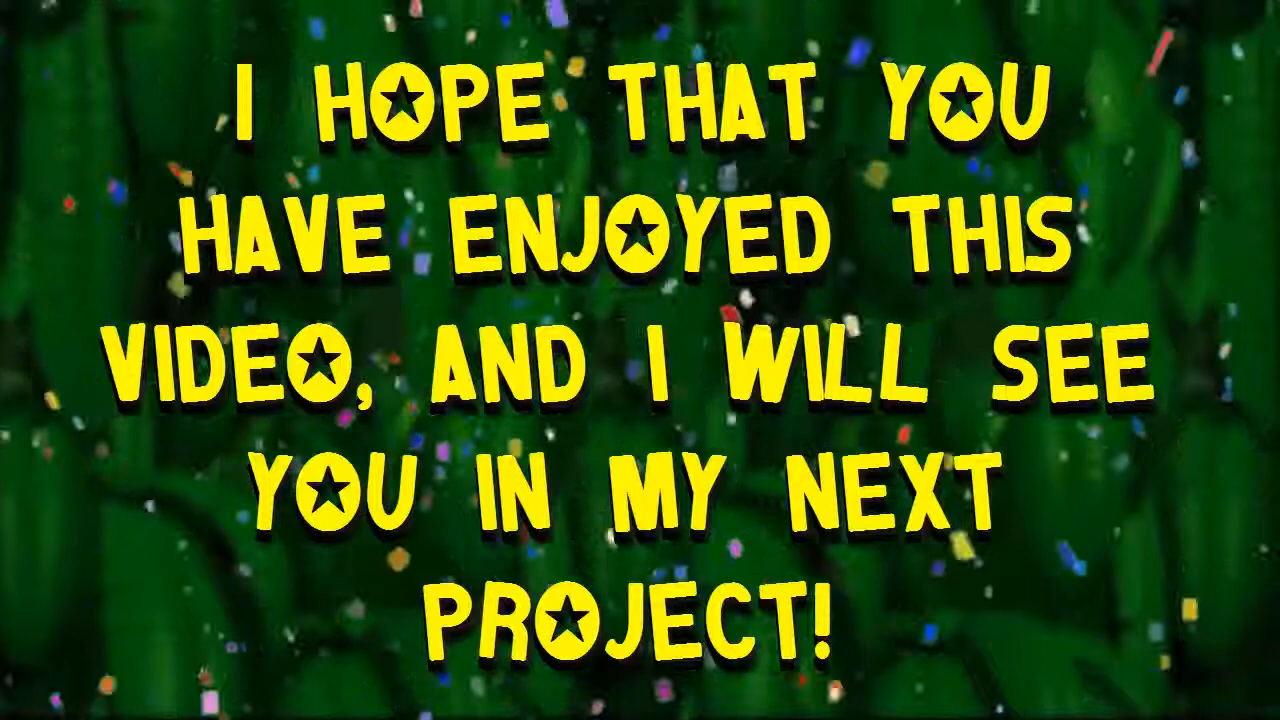 I HOPE THAT YOU
HAVE ENJOYED THIS
VIDEO, AND I WILL SEE
YOU IN MY NEXT
PROJECT!